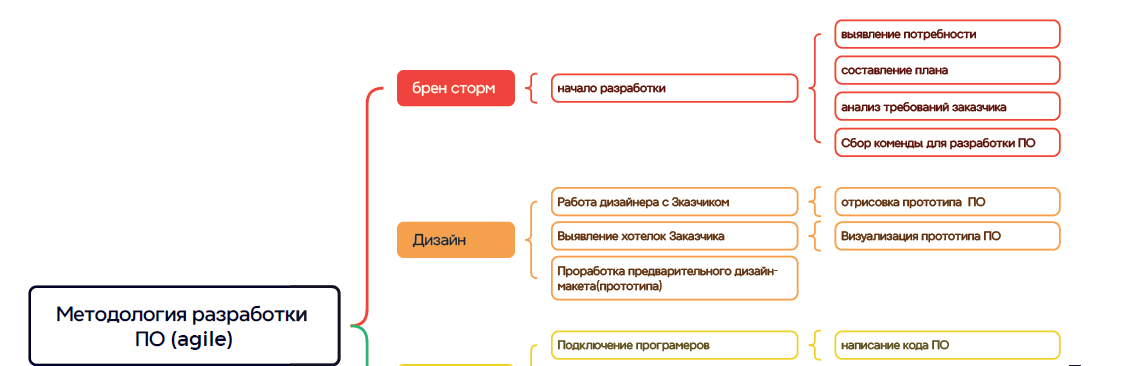 выявление потребности
составление плана
брен сторм
начало разработки
анализ требований заказчика
Сбор коменды для разработки ПО
Работа дизайнера с Зказчиком
отрисовка прототипа ПО
Дизайн
Выявление хотелок Заказчика
Визуализация прототипа ПО
Проработка предварительного дизайн-
макета(прототипа)
Методология разработки
ПО (agile)
Подключение програмеров
написание кода ПО